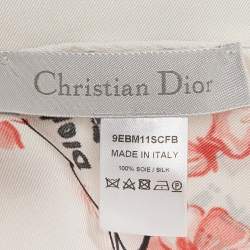 Christian Dior
9EBM11SCFB
MADE IN ITALY
100% SOIE / SILK